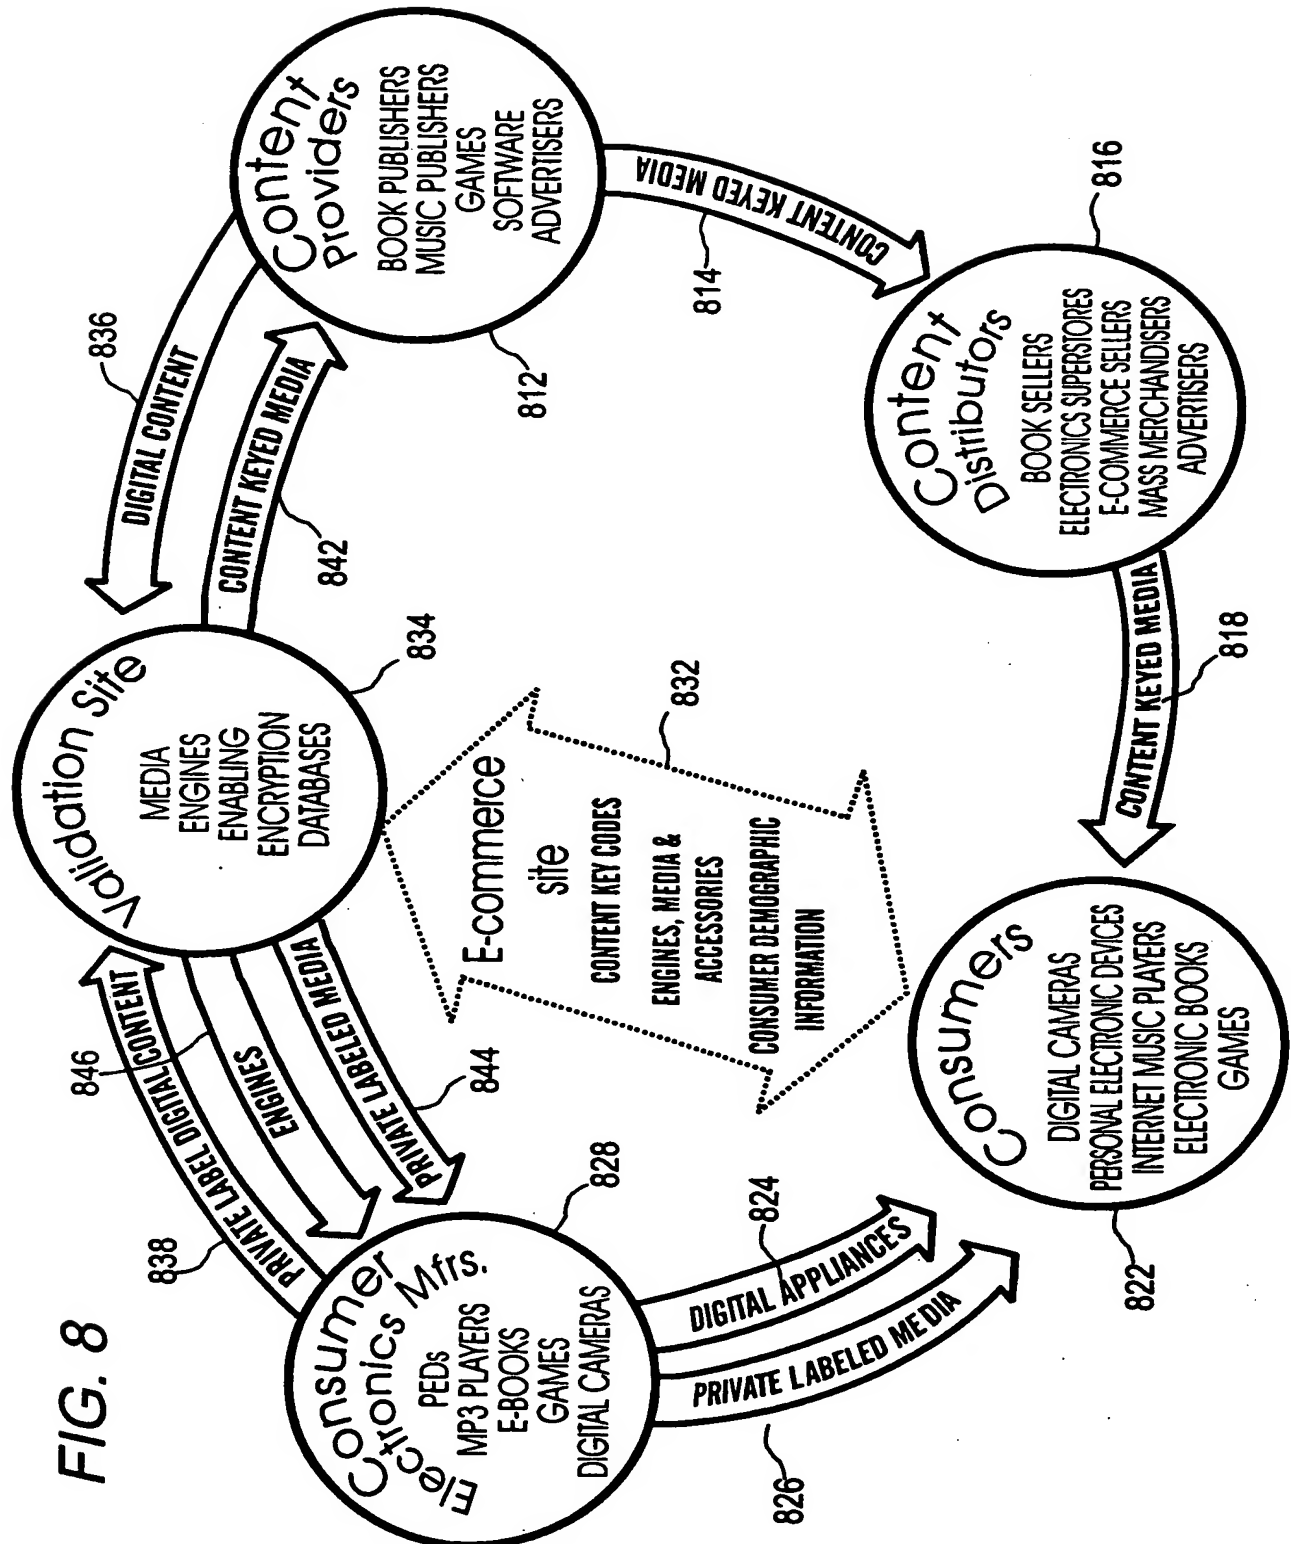 FIG. 8
Validation Site
MEDIA
ENGINES
ENABLING
ENCRYPTION
DATABASES
834
DIGITAL CONTENT
836
CONTENT KEYED MEDIA
842
Content
Providers
BOOK PUBLISHERS
MUSIC PUBLISHERS
GAMES
SOFTWARE
ADVERTISERS
812
CONTENT KEYED MEDIA
814
Content
Distributors
BOOK SELLERS
ELECTRONICS SUPERSTORES
E-COMMERCE SELLERS
MASS MERCHANDISERS
ADVERTISERS
816
CONTENT KEYED MEDIA
818
Consumers
DIGITAL CAMERAS
PERSONAL ELECTRONIC DEVICES
INTERNET MUSIC PLAYERS
ELECTRONIC BOOKS
GAMES
822
E-commerce
site
CONTENT KEY CODES
ENGINES, MEDIA &
ACCESSORIES
CONSUMER DEMOGRAPHIC
INFORMATION
832
PRIVATE LABEL DIGITAL CONTENT
838
ENGINES
846
PRIVATE LABELED MEDIA
844
Consumer
Electronics Mfrs.
PEDs
MP3 PLAYERS
E-BOOKS
GAMES
DIGITAL CAMERAS
828
DIGITAL APPLIANCES
824
PRIVATE LABELED MEDIA
826